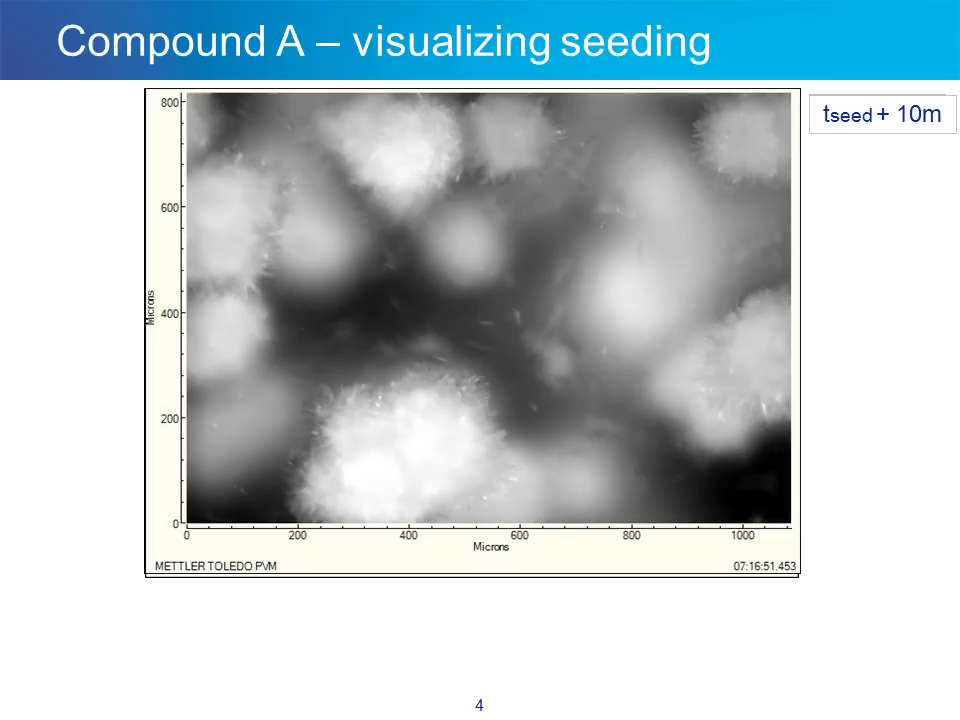 Compound A – visualizing seeding
tseed + 10m
800
600
400
200
0
Microns
0 200 400 600 800 1000
Microns
METTLER TOLEDO PVM 07:16:51.453
4